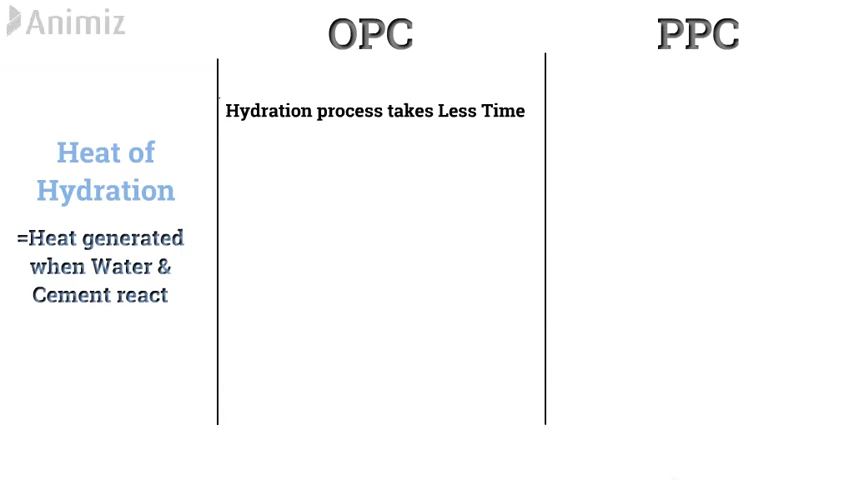 Animiz
OPC
PPC
Hydration process takes Less Time
Heat of
Hydration
=Heat generated
when Water &
Cement react